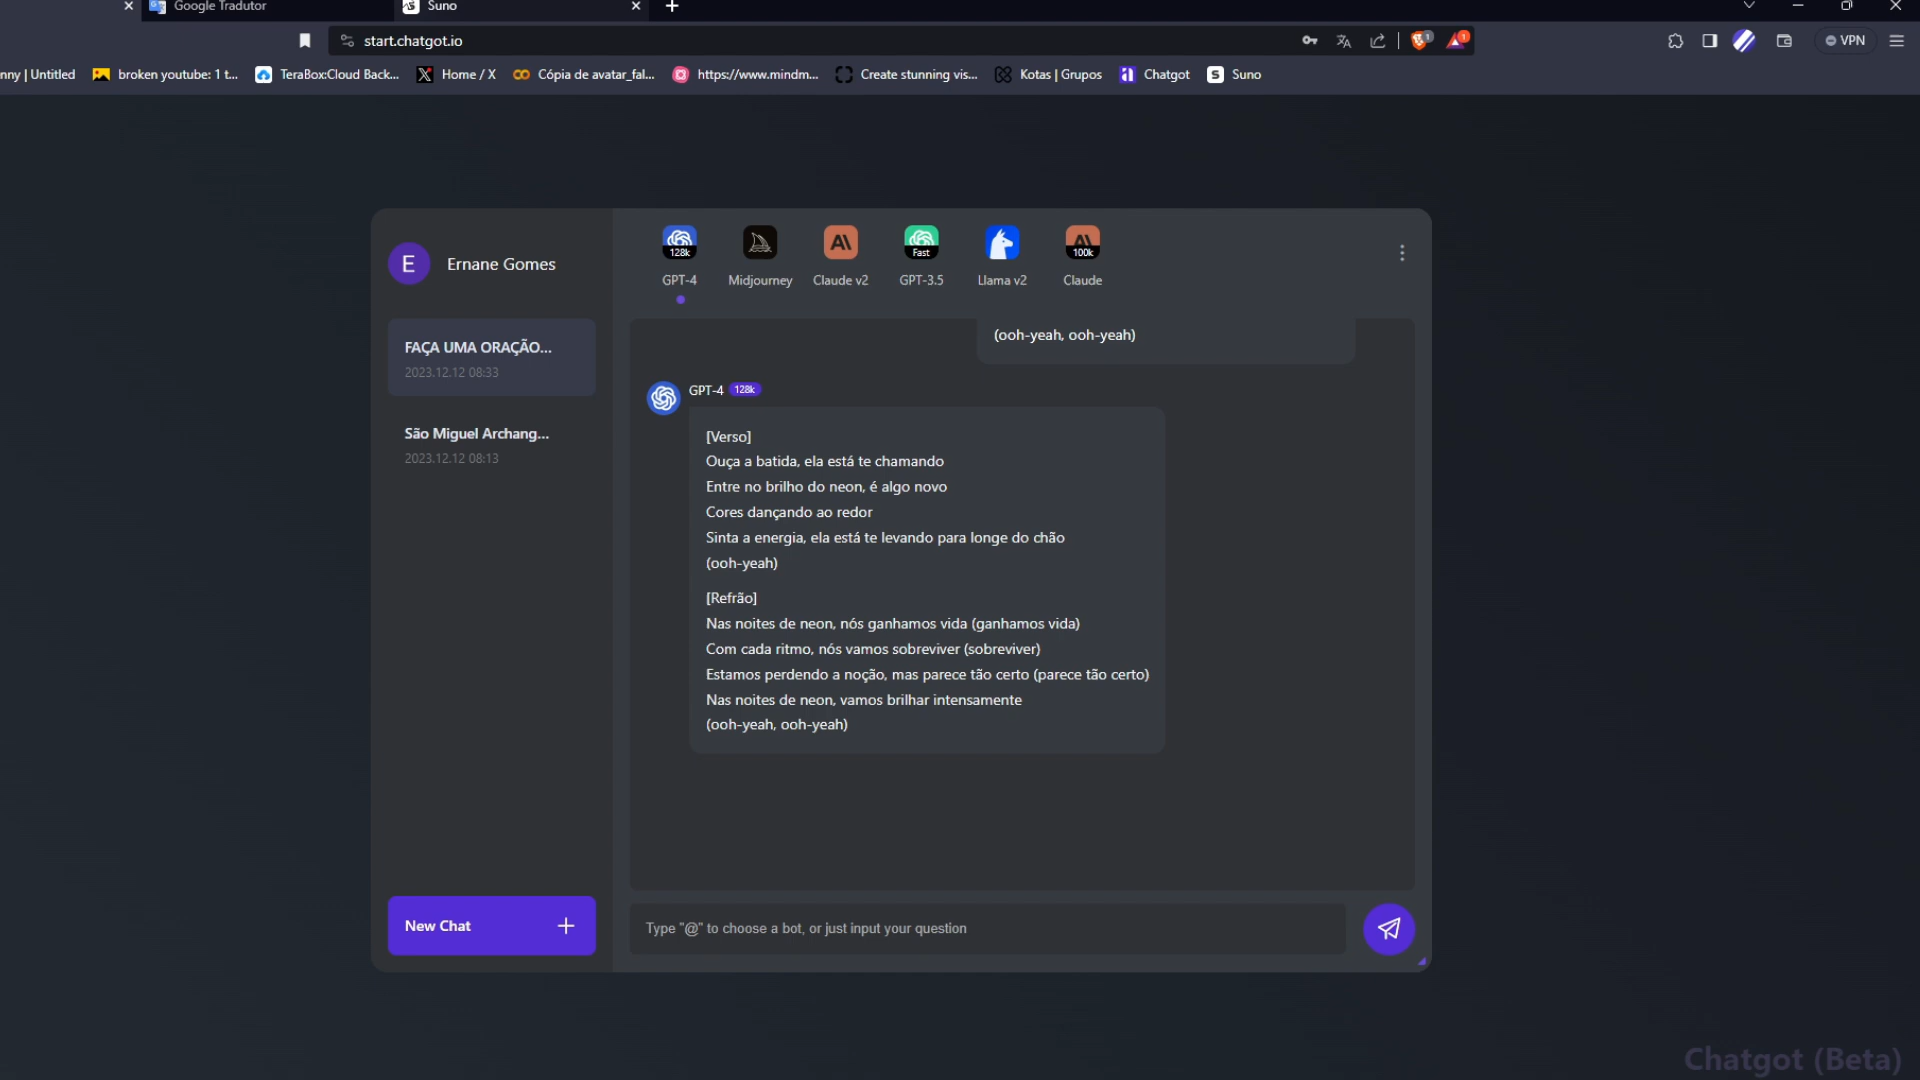 Google Tradutor
Suno
start.chatgot.io
VPN
nny | Untitled
broken youtube: 1 t...
TeraBox:Cloud Back...
Home / X
Cópia de avatar_fal...
https://www.mindm...
Create stunning vis...
Kotas | Grupos
Chatgot
Suno
E
Ernane Gomes
FAÇA UMA ORAÇÃO...
2023.12.12 08:33
São Miguel Archang...
2023.12.12 08:13
New Chat
128k
GPT-4
Midjourney
Claude v2
Fast
GPT-3.5
Llama v2
100k
Claude
(ooh-yeah, ooh-yeah)
GPT-4 128k
[Verso]
Ouça a batida, ela está te chamando
Entre no brilho do neon, é algo novo
Cores dançando ao redor
Sinta a energia, ela está te levando para longe do chão
(ooh-yeah)
[Refrão]
Nas noites de neon, nós ganhamos vida (ganhamos vida)
Com cada ritmo, nós vamos sobreviver (sobreviver)
Estamos perdendo a noção, mas parece tão certo (parece tão certo)
Nas noites de neon, vamos brilhar intensamente
(ooh-yeah, ooh-yeah)
Type "@" to choose a bot, or just input your question
Chatgot (Beta)